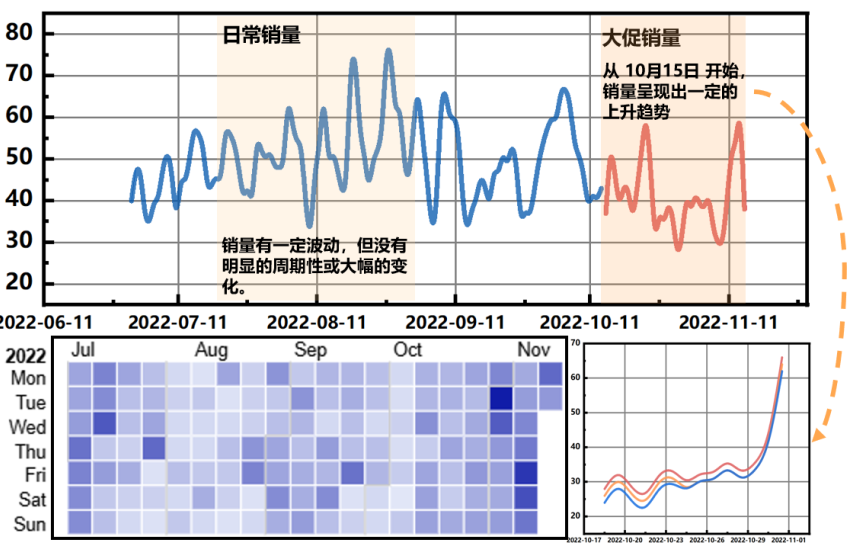 日常销量
大促销量
从 10月15日 开始,
销量呈现出一定的
上升趋势
销量有一定波动，但没有
明显的周期性或大幅的变
化。
80
70
60
50
40
30
20
2022-06-11 2022-07-11 2022-08-11 2022-09-11 2022-10-11 2022-11-11
2022 Jul Aug Sep Oct Nov
Mon
Tue
Wed
Thu
Fri
Sat
Sun
70
60
50
40
30
20
2022-10-17 2022-10-20 2022-10-23 2022-10-26 2022-10-29 2022-11-01